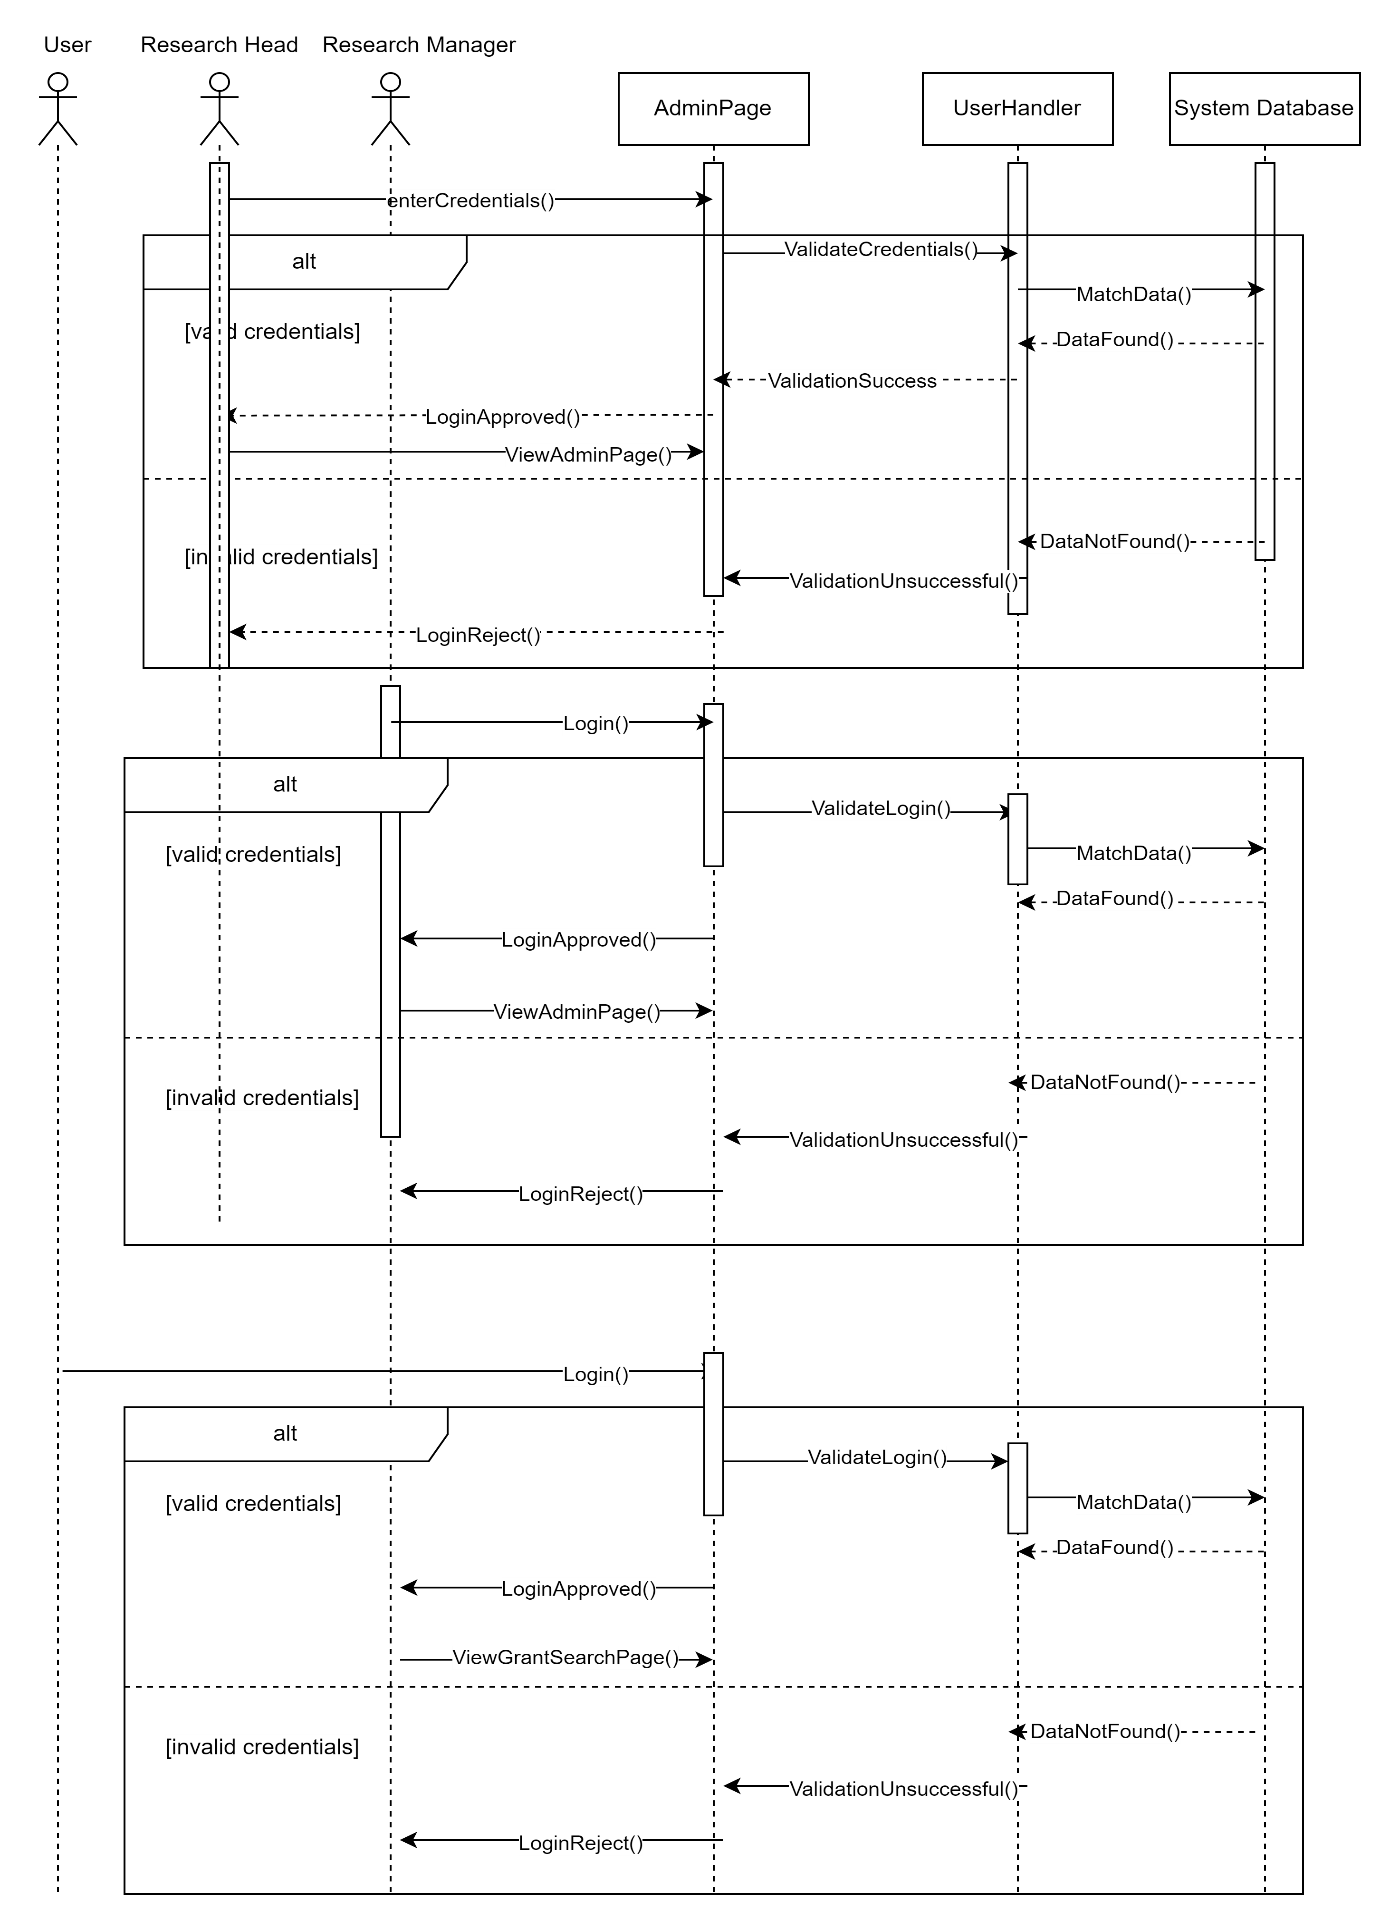 User
Research Head
Research Manager
AdminPage
UserHandler
System Database
enterCredentials()
alt
ValidateCredentials()
MatchData()
[valid credentials]
DataFound()
ValidationSuccess
LoginApproved()
ViewAdminPage()
DataNotFound()
[invalid credentials]
ValidationUnsuccessful()
LoginReject()
Login()
alt
ValidateLogin()
MatchData()
[valid credentials]
DataFound()
LoginApproved()
ViewAdminPage()
DataNotFound()
[invalid credentials]
ValidationUnsuccessful()
LoginReject()
Login()
alt
ValidateLogin()
MatchData()
[valid credentials]
DataFound()
LoginApproved()
ViewGrantSearchPage()
DataNotFound()
[invalid credentials]
ValidationUnsuccessful()
LoginReject()